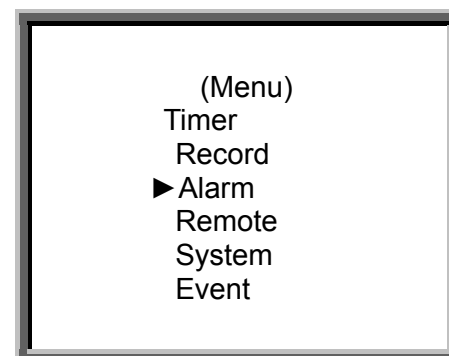 (Menu)
Timer
Record
►Alarm
Remote
System
Event